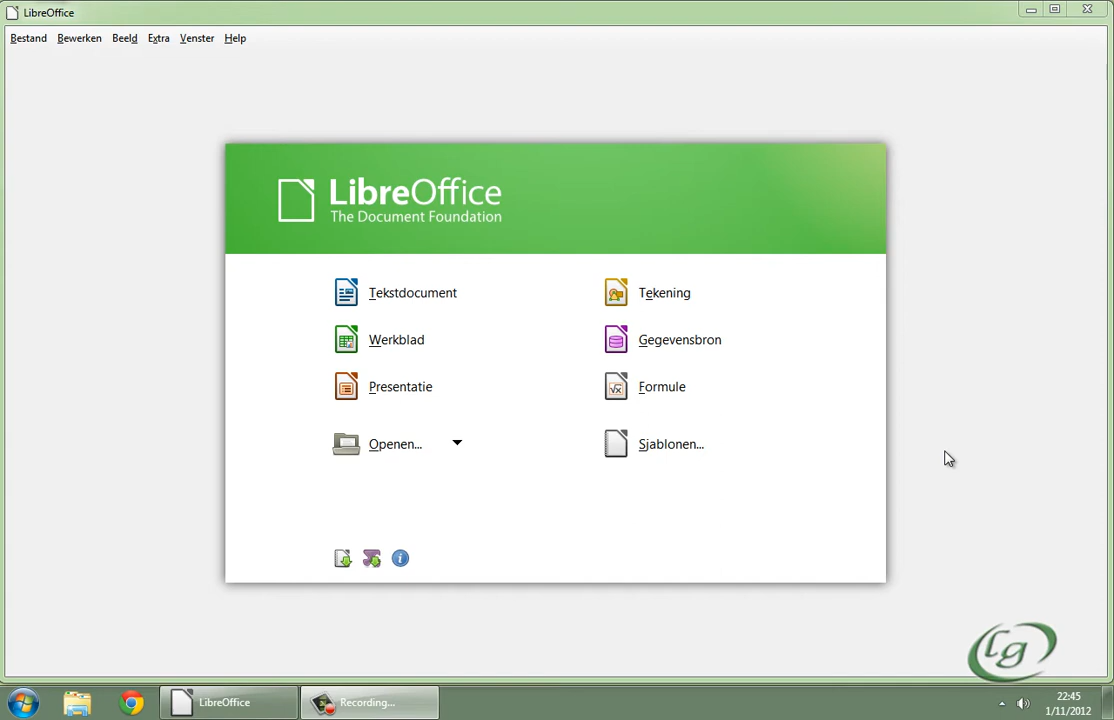 LibreOffice
Bestand Bewerken Beeld Extra Venster Help
LibreOffice
The Document Foundation
Tekstdocument
Tekening
Werkblad
Gegevensbron
Presentatie
Formule
Openen...
Sjablonen...
Lg
LibreOffice
Recording...
22:45
1/11/2012